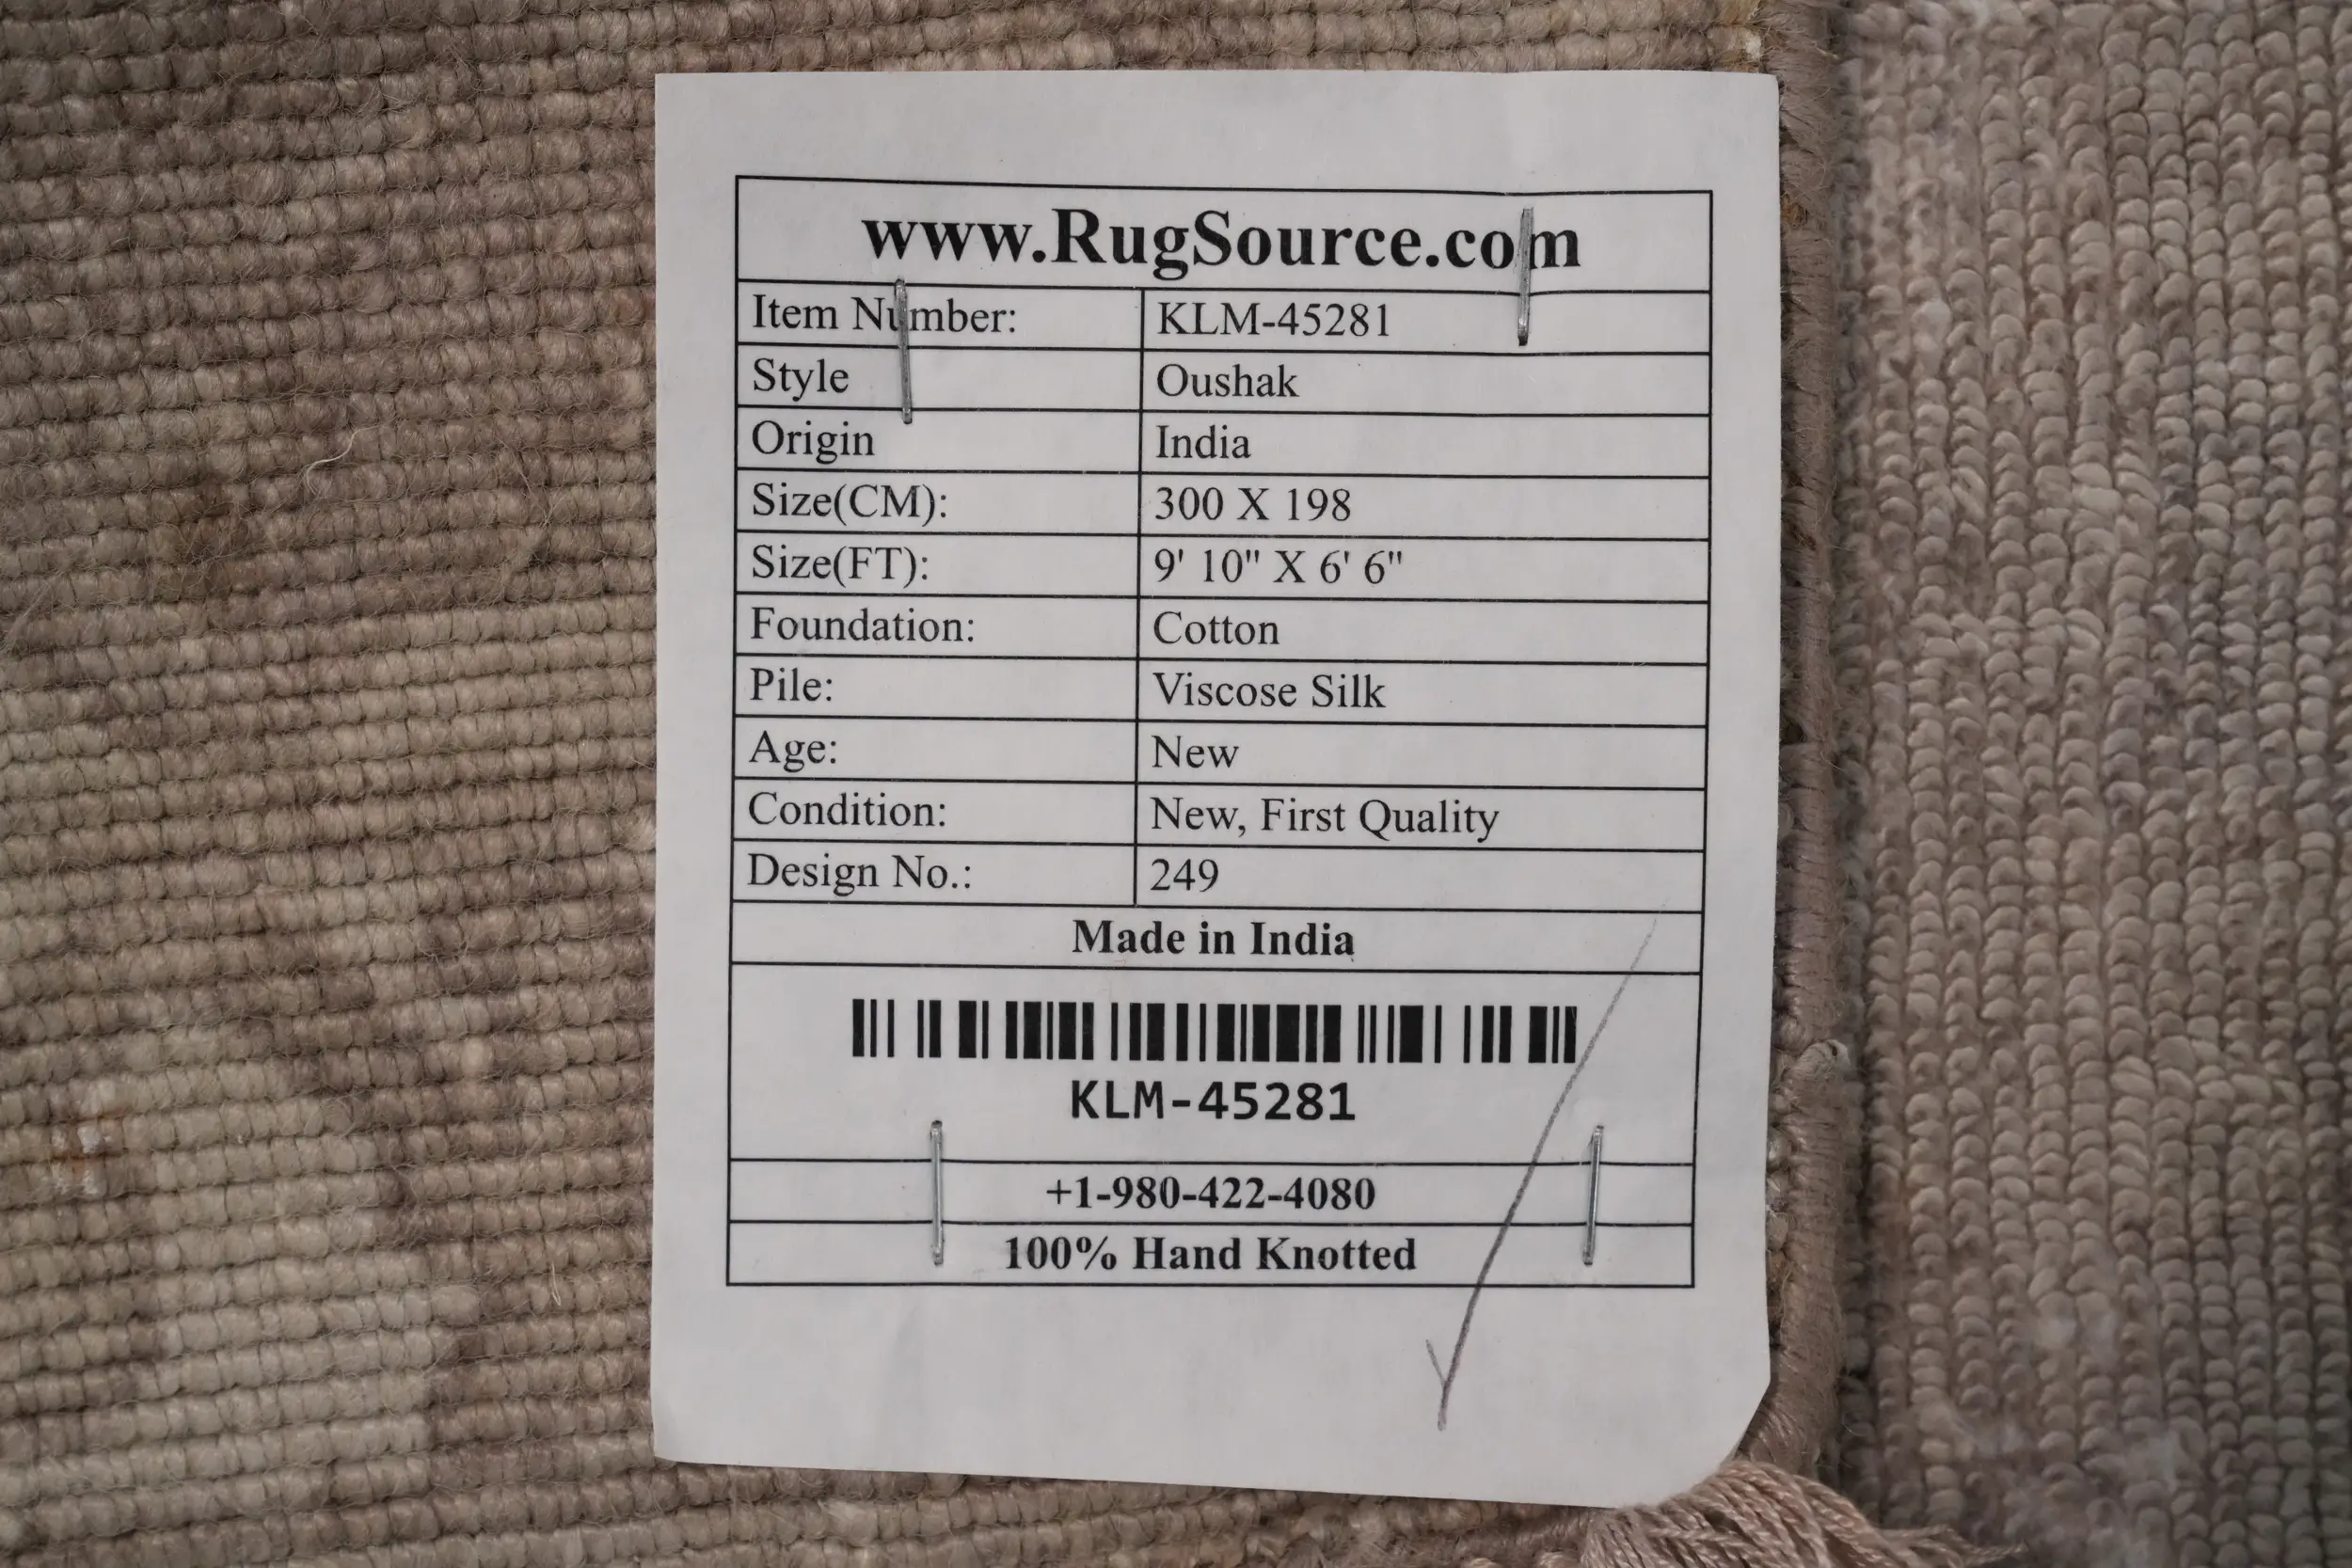 www.RugSource.com
Item Number: KLM-45281
Style Oushak
Origin India
Size(CM): 300 X 198
Size(FT): 9' 10" X 6' 6"
Foundation: Cotton
Pile: Viscose Silk
Age: New
Condition: New, First Quality
Design No.: 249
Made in India
KLM-45281
+1-980-422-4080
100% Hand Knotted